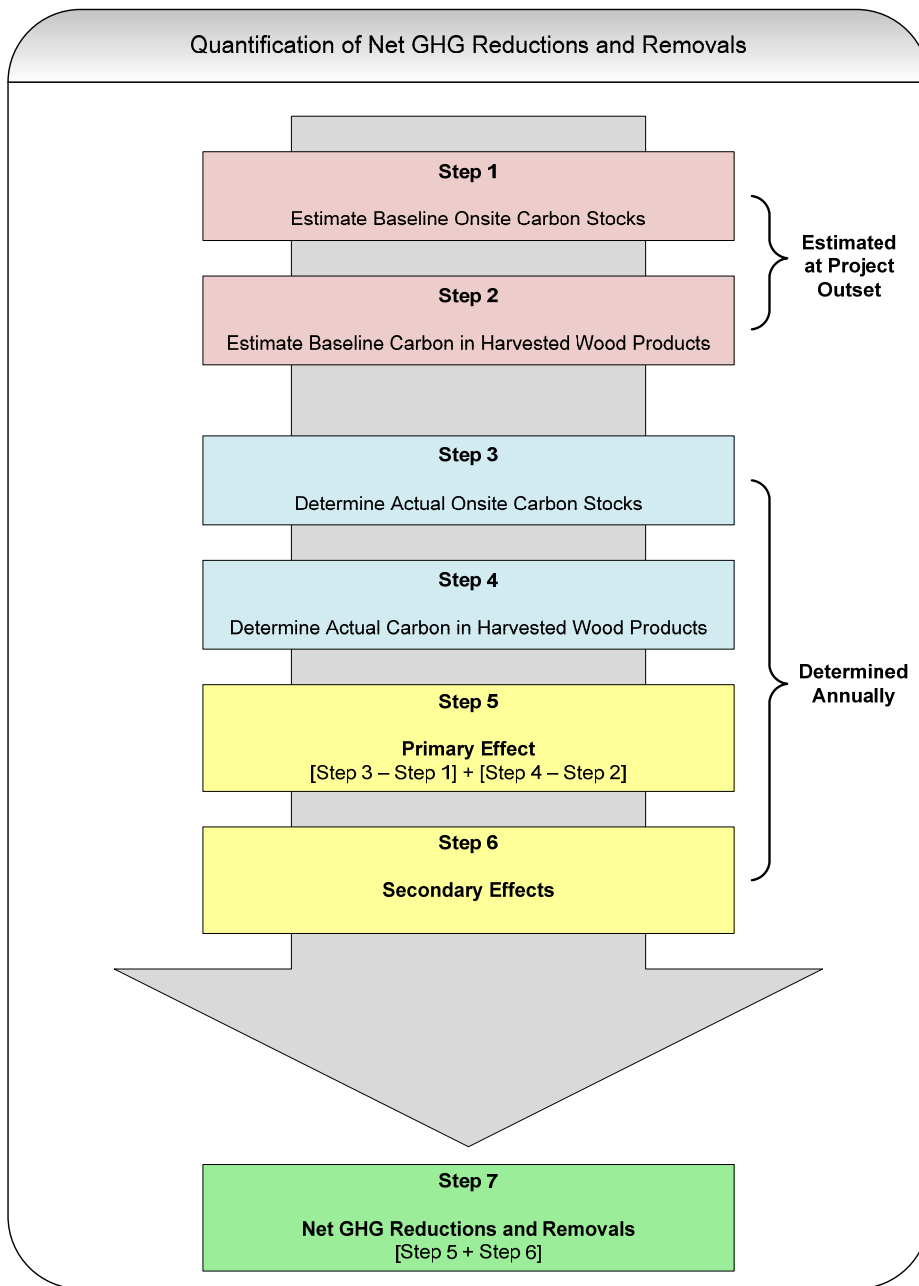 Quantification of Net GHG Reductions and Removals
Step 1
Estimate Baseline Onsite Carbon Stocks
Step 2
Estimate Baseline Carbon in Harvested Wood Products
Estimated
at Project
Outset
Step 3
Determine Actual Onsite Carbon Stocks
Step 4
Determine Actual Carbon in Harvested Wood Products
Step 5
Primary Effect
[Step 3 – Step 1] + [Step 4 – Step 2]
Step 6
Secondary Effects
Determined
Annually
Step 7
Net GHG Reductions and Removals
[Step 5 + Step 6]